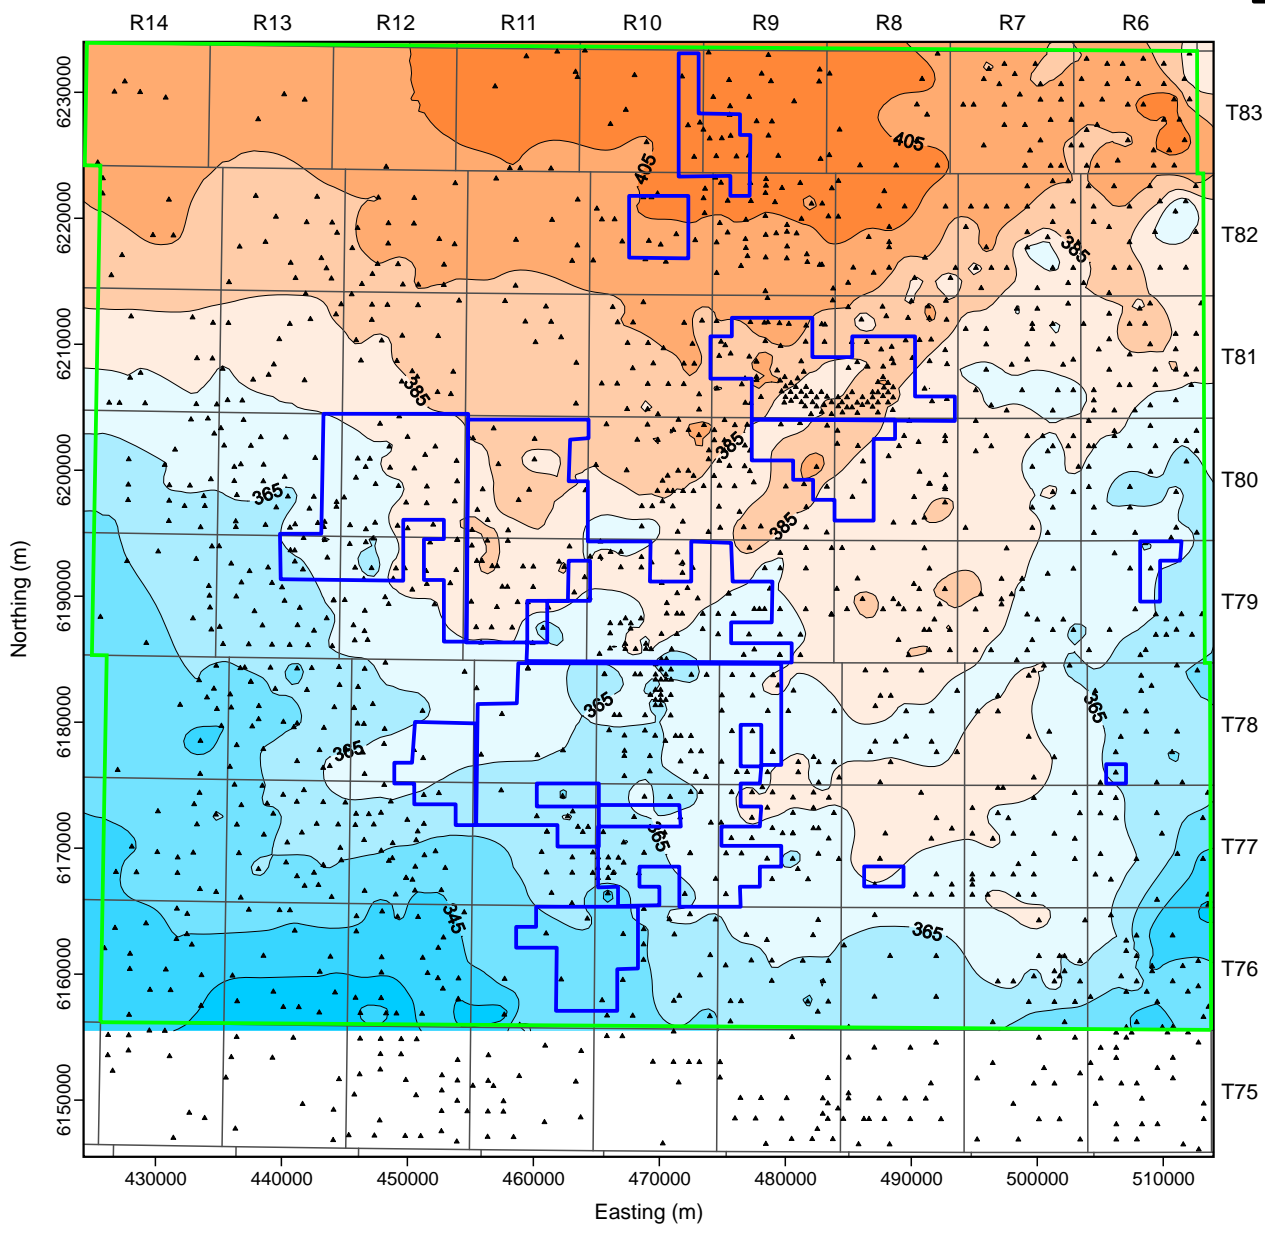 R14 R13 R12 R11 R10 R9 R8 R7 R6
6230000
T83
405
405
6220000
T82
385
6210000
T81
385
385
6200000
T80
365
385
Northing (m)
6190000
T79
365
365
6180000
T78
365
365
6170000
T77
345
365
6160000
T76
6150000
T75
430000 440000 450000 460000 470000 480000 490000 500000 510000
Easting (m)